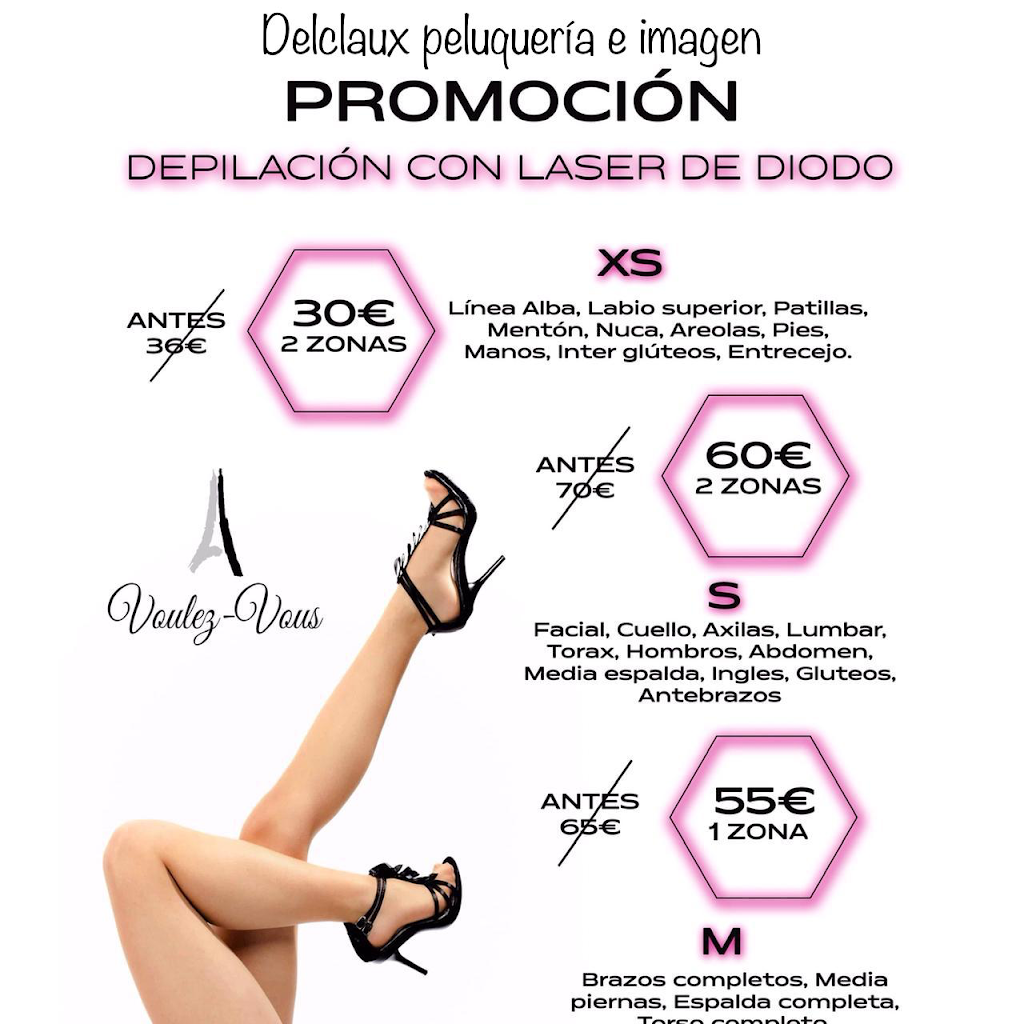 Delclaux peluquería e imagen
PROMOCIÓN
DEPILACIÓN CON LASER DE DIODO
ANTES
36€
30€
2 ZONAS
XS
Línea Alba, Labio superior, Patillas,
Mentón, Nuca, Areolas, Pies,
Manos, Inter glúteos, Entrecejo.
ANTES
70€
60€
2 ZONAS
S
Facial, Cuello, Axilas, Lumbar,
Torax, Hombros, Abdomen,
Media espalda, Ingles, Gluteos,
Antebrazos
Voulez-Vous
ANTES
65€
55€
1 ZONA
M
Brazos completos, Media
piernas, Espalda completa,
Torso completo